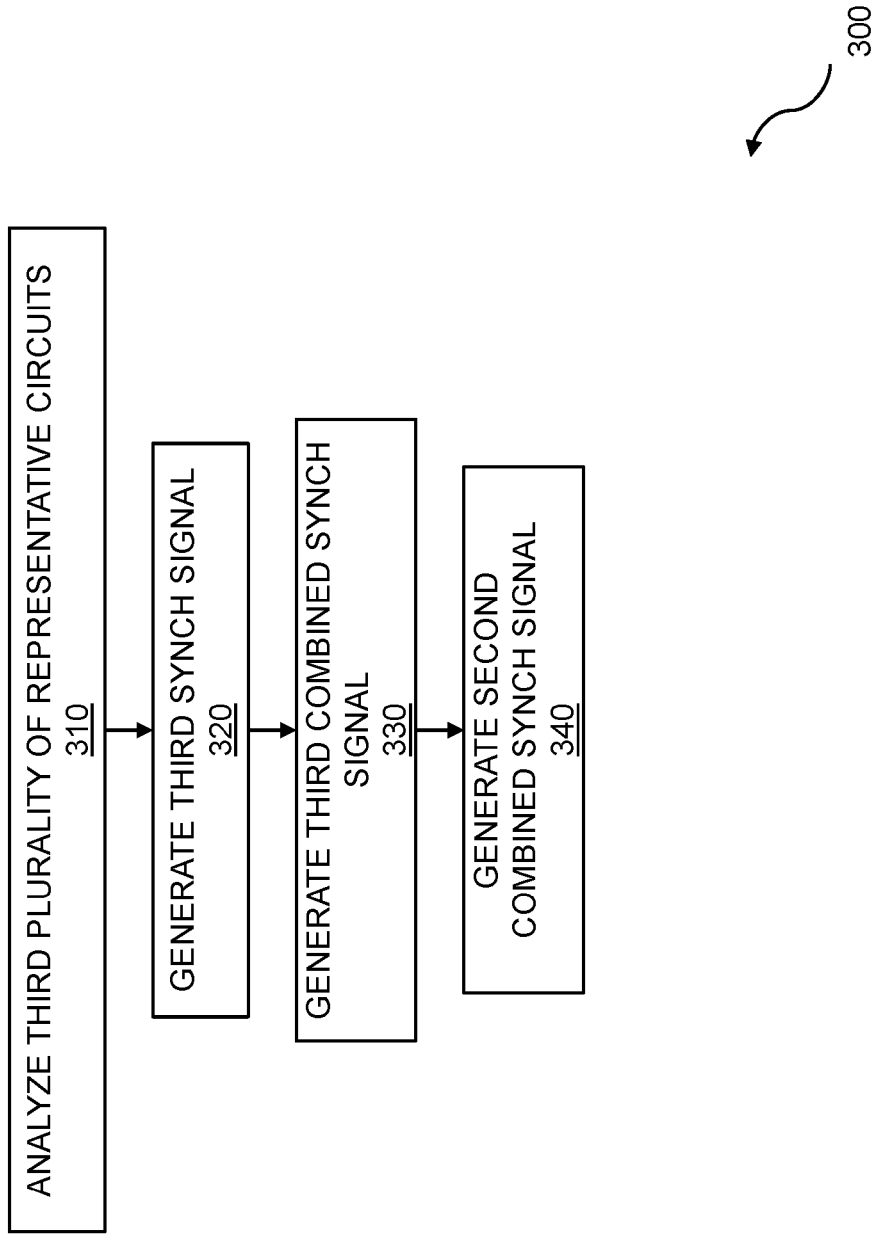 ANALYZE THIRD PLURALITY OF REPRESENTATIVE CIRCUITS
310
GENERATE THIRD SYNCH SIGNAL
320
GENERATE THIRD COMBINED SYNCH
SIGNAL
330
GENERATE SECOND
COMBINED SYNCH SIGNAL
340
300